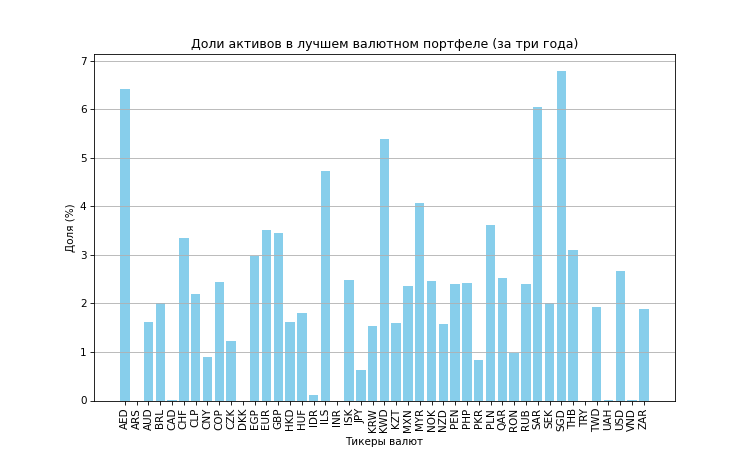 Доли активов в лучшем валютном портфеле (за три года)
Доля (%)
7
6
5
4
3
2
1
0
AED ARS AUD BRL CAD CHF CLP CNY COP CZK DKK EGP EUR GBP HKD HUF IDR ILS INR ISK JPY KRW KWD KZT MXN MYR NOK NZD PEN PHP PKR PLN QAR RON RUB SAR SEK SGD THB TRY TWD UAH USD VND ZAR
Тикеры валют